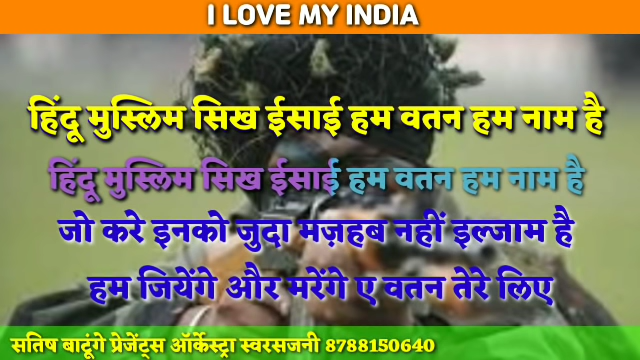 I LOVE MY INDIA
हिंदू मुस्लिम सिख ईसाई हम वतन हम नाम है
हिंदू मुस्लिम सिख ईसाई हम वतन हम नाम है
जो करे इनको जुदा मज़हब नहीं इल्जाम है
हम जियेंगे और मरेंगे ए वतन तेरे लिए
सतिष बाटूंगे प्रेजेंट्स ऑर्केस्ट्रा स्वरसजनी 8788150640